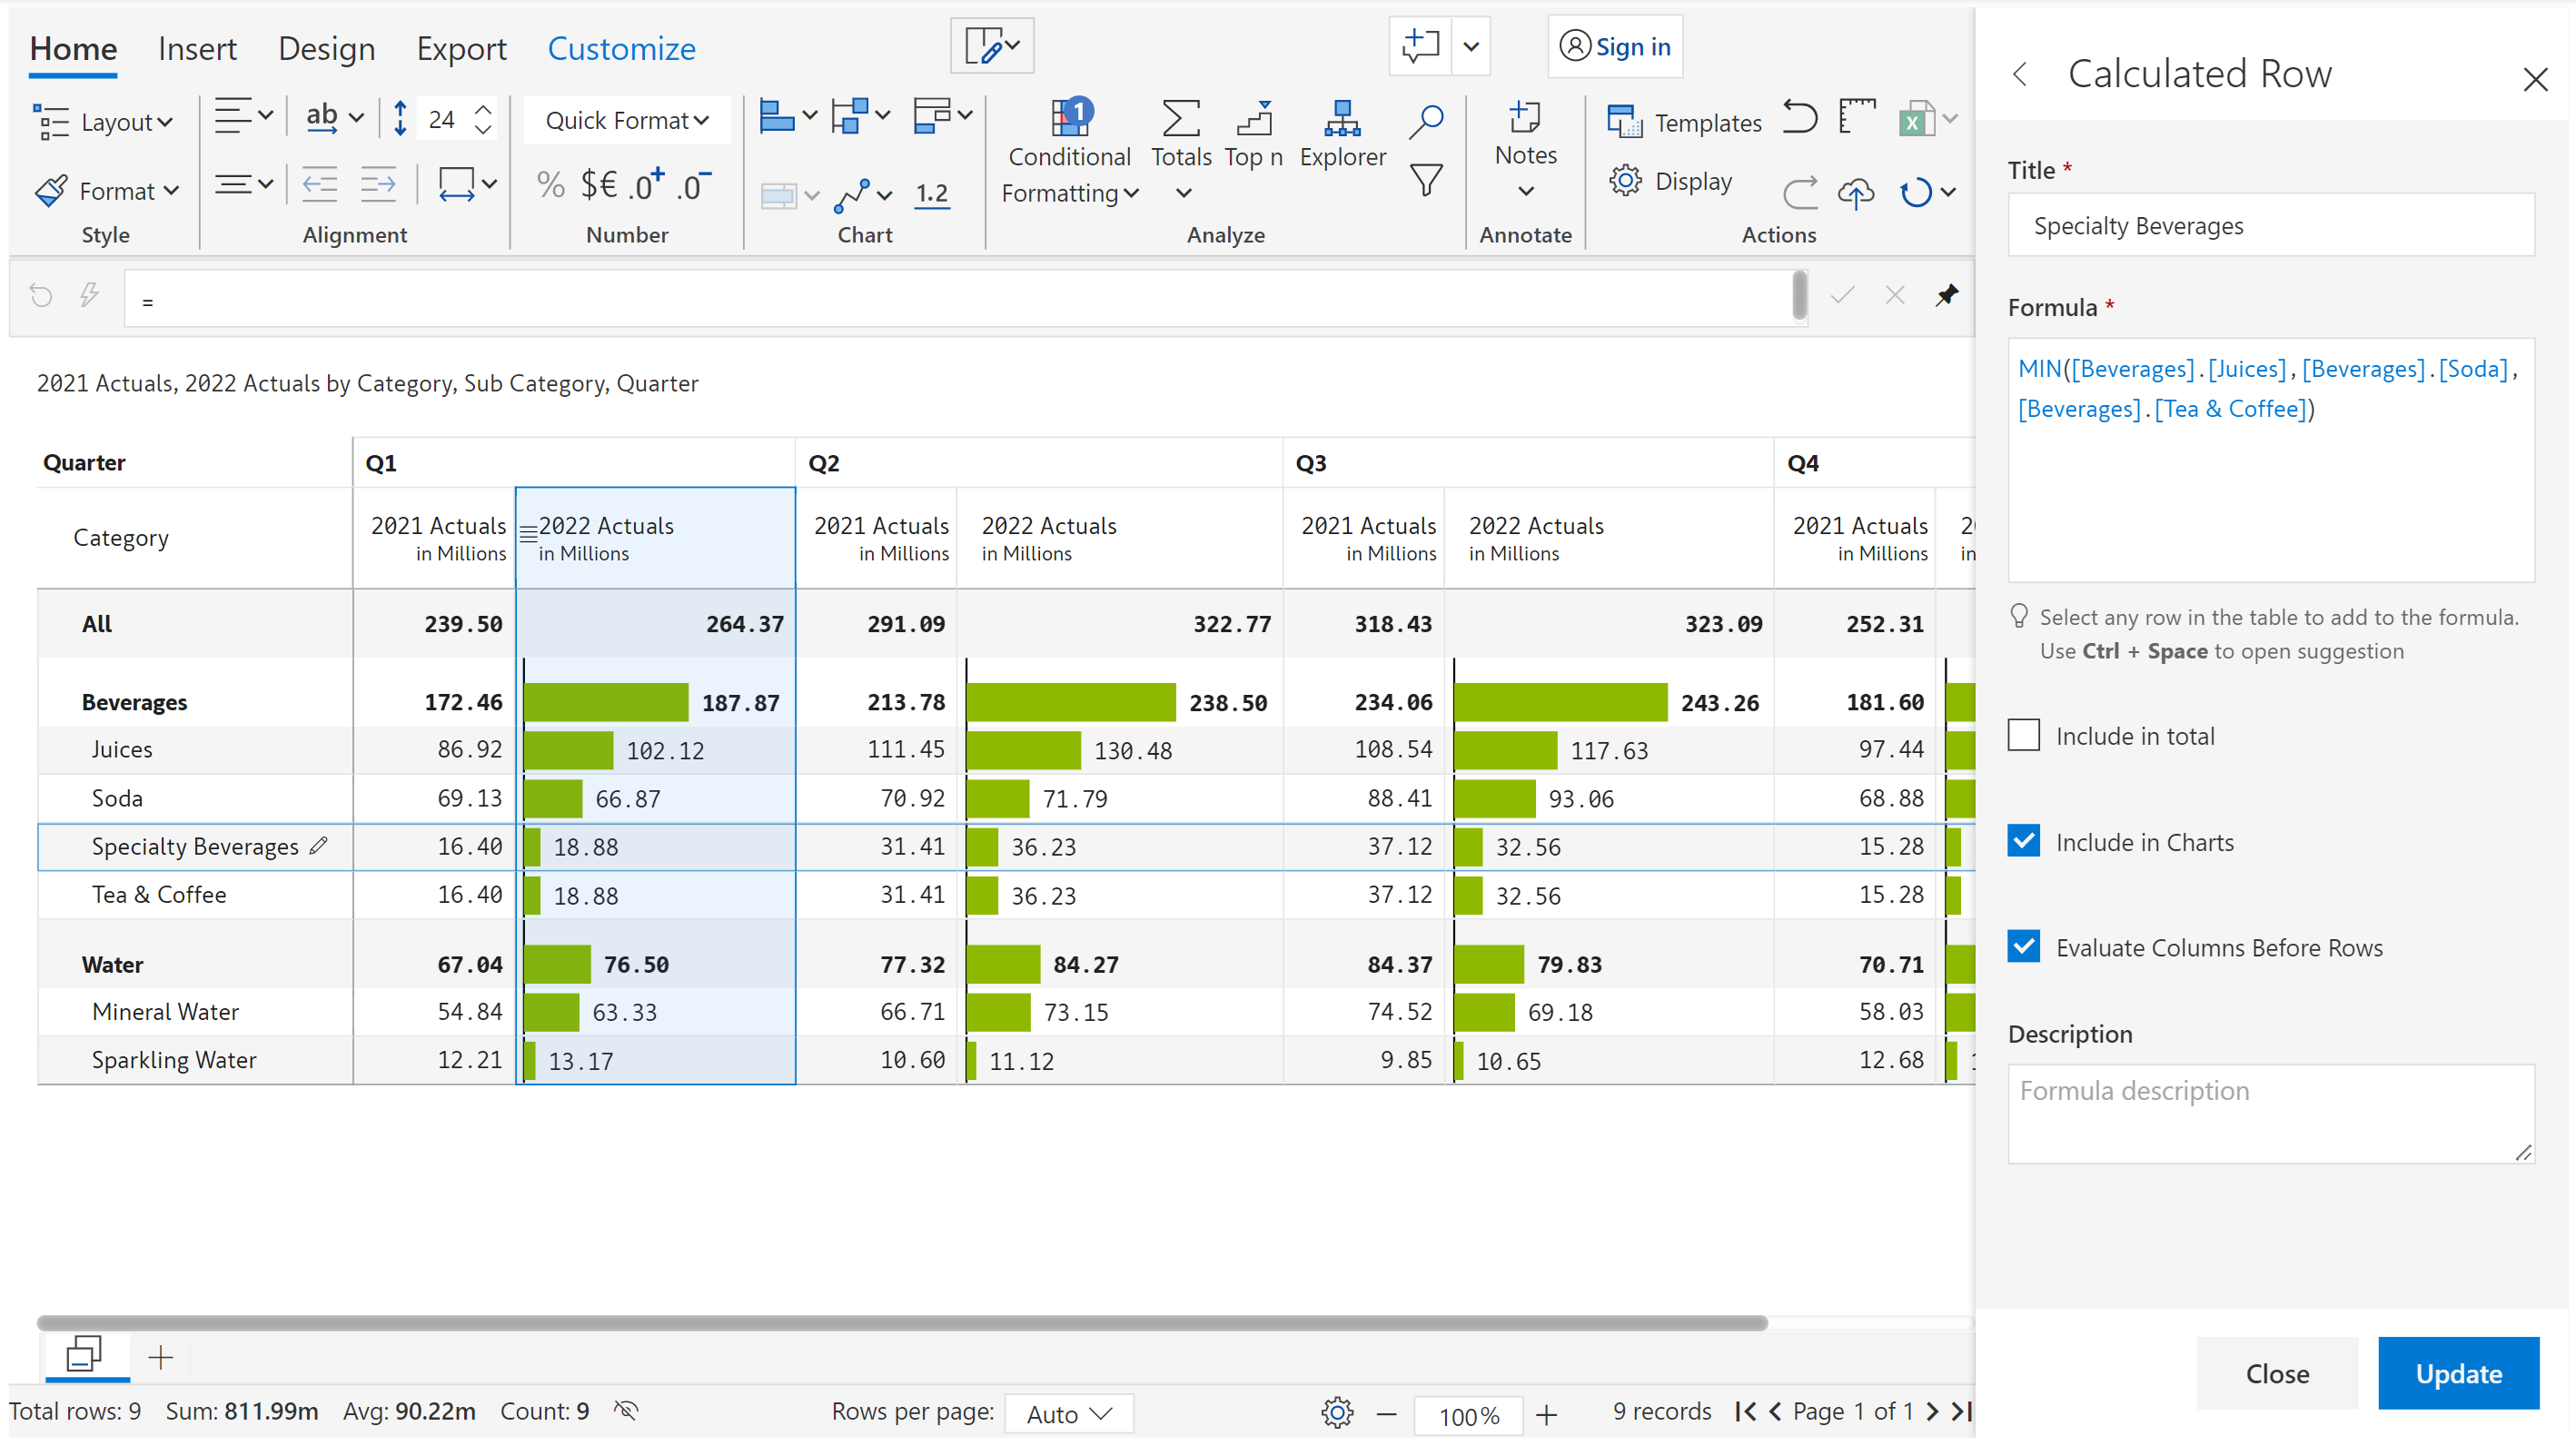 Home Insert Design Export Customize Sign in
Layout ab 24 Quick Format 1 Templates
Conditional Formatting Totals Top n Explorer Notes
Format % $€ .0+ .0- 1.2 Display
Style Alignment Number Chart Analyze Annotate Actions
=
2021 Actuals, 2022 Actuals by Category, Sub Category, Quarter
Quarter Q1 Q2 Q3 Q4
Category 2021 Actuals 2022 Actuals 2021 Actuals 2022 Actuals 2021 Actuals 2022 Actuals 2021 Actuals
in Millions in Millions in Millions in Millions in Millions in Millions in Millions in
All 239.50 264.37 291.09 322.77 318.43 323.09 252.31
Beverages 172.46 187.87 213.78 238.50 234.06 243.26 181.60
Juices 86.92 102.12 111.45 130.48 108.54 117.63 97.44
Soda 69.13 66.87 70.92 71.79 88.41 93.06 68.88
Specialty Beverages 16.40 18.88 31.41 36.23 37.12 32.56 15.28
Tea & Coffee 16.40 18.88 31.41 36.23 37.12 32.56 15.28
Water 67.04 76.50 77.32 84.27 84.37 79.83 70.71
Mineral Water 54.84 63.33 66.71 73.15 74.52 69.18 58.03
Sparkling Water 12.21 13.17 10.60 11.12 9.85 10.65 12.68
Total rows: 9 Sum: 811.99m Avg: 90.22m Count: 9 Rows per page: Auto 100% 9 records Page 1 of 1
Calculated Row
Title *
Specialty Beverages
Formula *
MIN([Beverages].[Juices],[Beverages].[Soda],
[Beverages].[Tea & Coffee])
Select any row in the table to add to the formula.
Use Ctrl + Space to open suggestion
Include in total
Include in Charts
Evaluate Columns Before Rows
Description
Formula description
Close Update